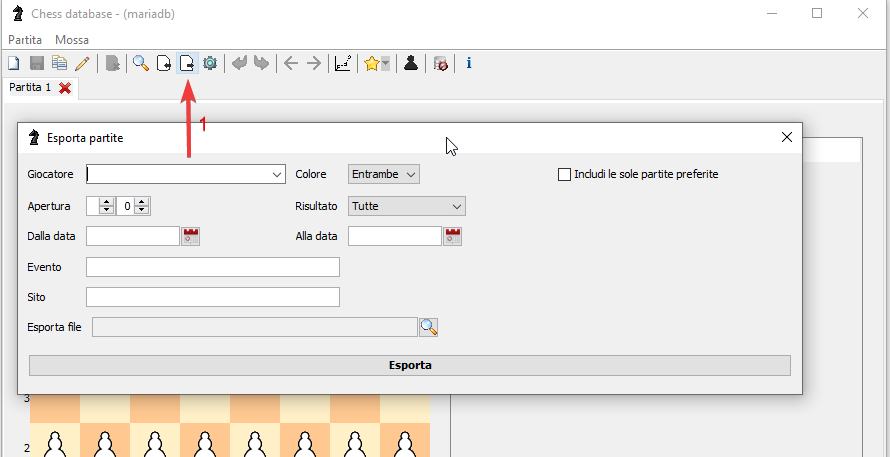 Chess database - (mariadb)
Partita Mossa
Partita 1
1
Esporta partite
Giocatore Colore Entrambe Includi le sole partite preferite
Apertura 0 Risultato Tutte
Dalla data Alla data
Evento
Sito
Esporta file
Esporta
3
2